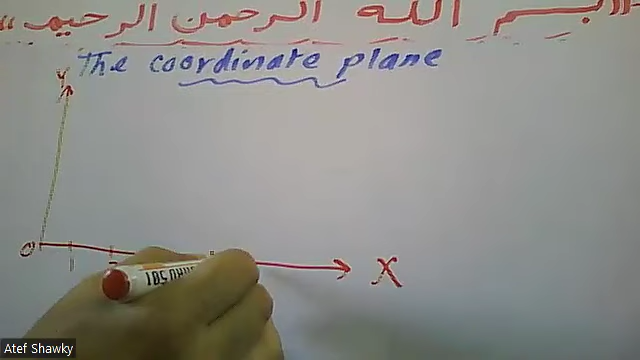 «بسم الله الرحمن الرحيم»
The coordinate plane
Y
O
X
Atef Shawky